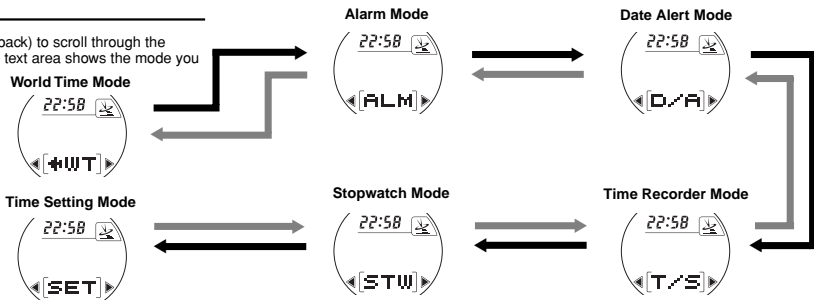 Alarm Mode
Date Alert Mode
back) to scroll through the
text area shows the mode you
World Time Mode
22:58
22:58
22:58
ALM
D/A
WT
Time Setting Mode
Stopwatch Mode
Time Recorder Mode
22:58
22:58
22:58
SET
STW
T/S